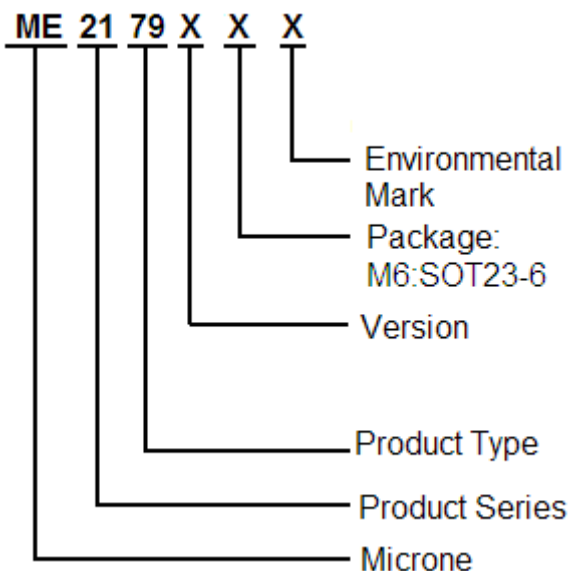 ME 21 79 X X X
Environmental
Mark
Package:
M6:SOT23-6
Version
Product Type
Product Series
Microne